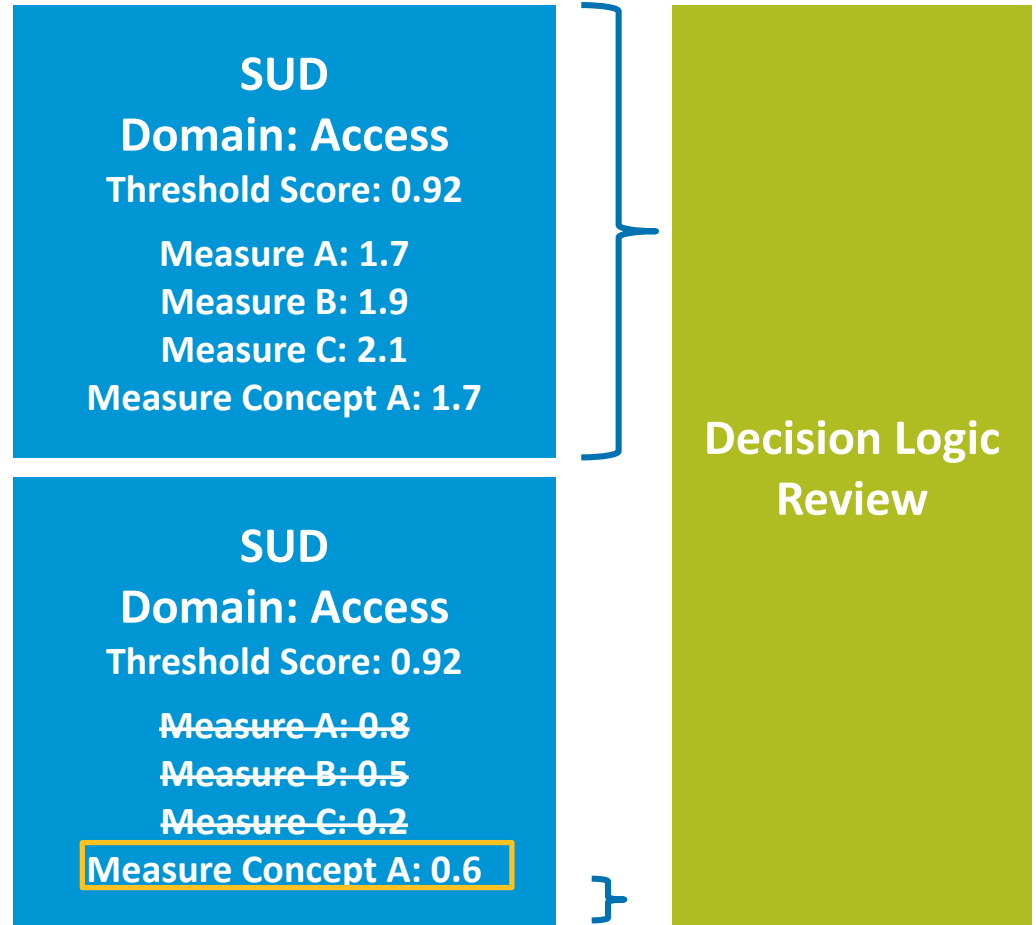 SUD
Domain: Access
Threshold Score: 0.92
Measure A: 1.7
Measure B: 1.9
Measure C: 2.1
Measure Concept A: 1.7
SUD
Domain: Access
Threshold Score: 0.92
Measure A: 0.8
Measure B: 0.5
Measure C: 0.2
Measure Concept A: 0.6
Decision Logic
Review